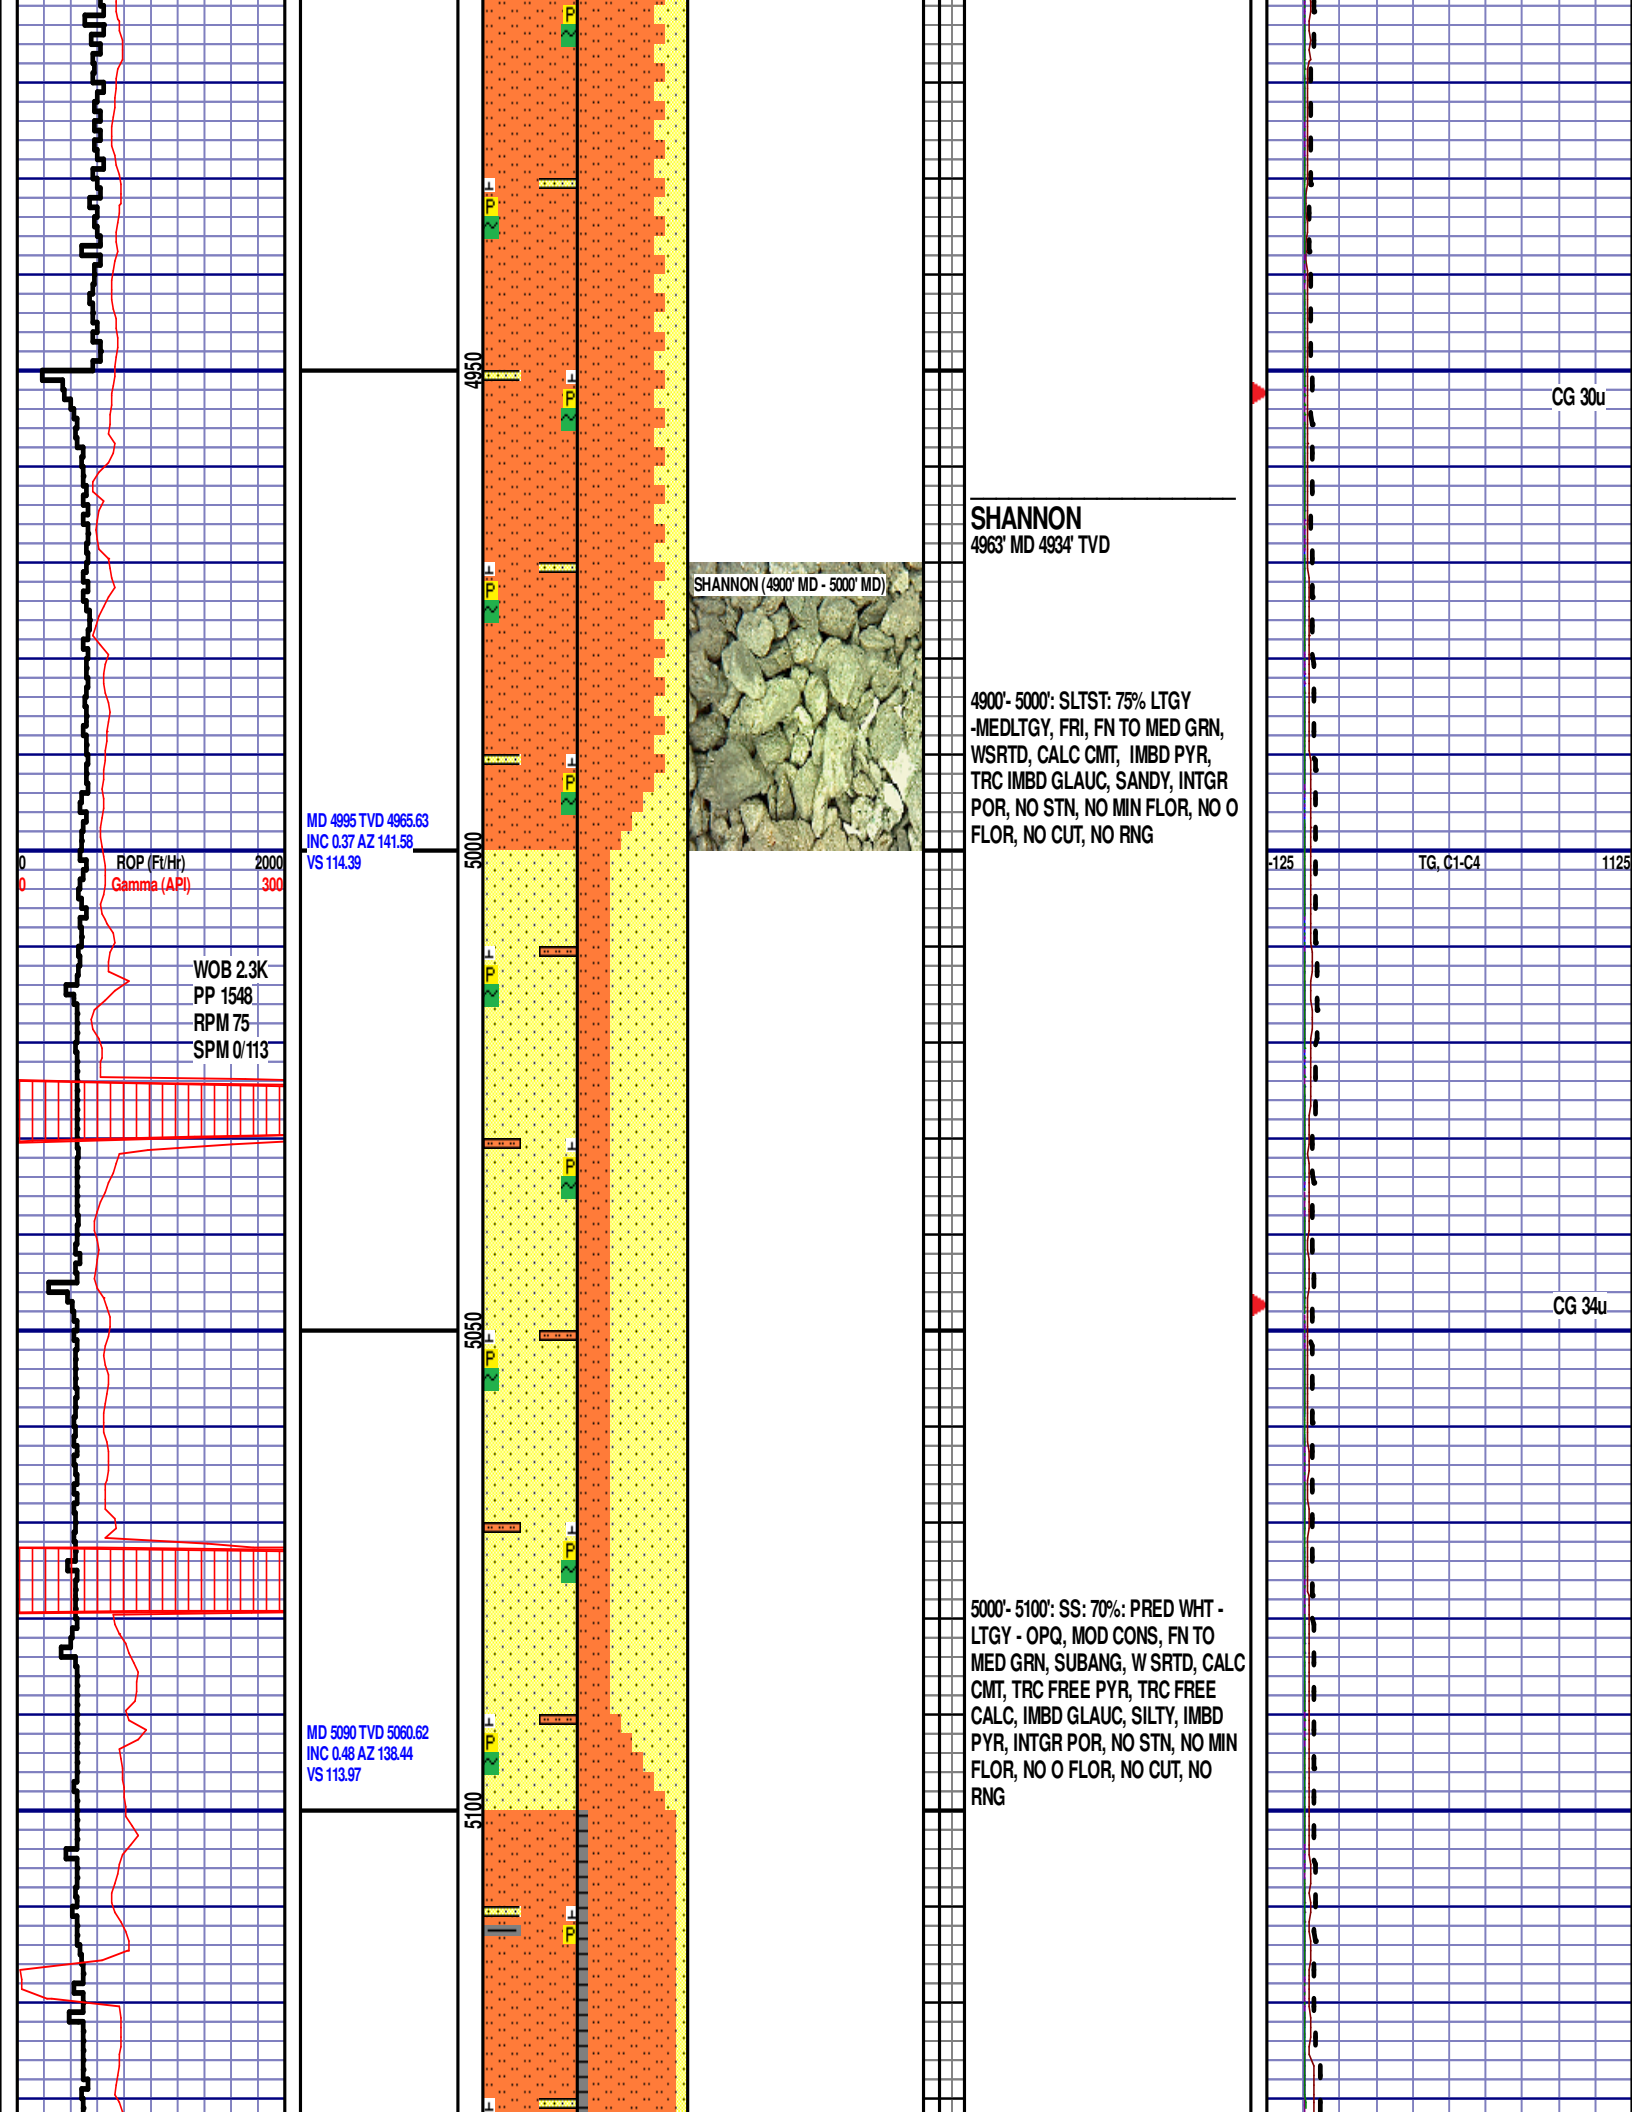 P
P
4950
P
CG 30u
SHANNON
4963' MD 4934' TVD
SHANNON (4900' MD - 5000' MD)
P
4900'- 5000': SLTST: 75% LTGY
-MEDLTGY, FRI, FN TO MED GRN,
WSRTD, CALC CMT, IMBD PYR,
TRC IMBD GLAUC, SANDY, INTGR
POR, NO STN, NO MIN FLOR, NO O
FLOR, NO CUT, NO RNG
P
MD 4995 TVD 4965.63
INC 0.37 AZ 141.58
VS 114.39
5000
0 ROP (Ft/Hr) 2000
0 Gamma (API) 300
-125 TG, C1-C4 1125
WOB 2.3K
PP 1548
RPM 75
SPM 0/113
P
P
CG 34u
5050
P
P
5000'- 5100': SS: 70%: PRED WHT -
LTGY - OPQ, MOD CONS, FN TO
MED GRN, SUBANG, W SRTD, CALC
CMT, TRC FREE PYR, TRC FREE
CALC, IMBD GLAUC, SILTY, IMBD
PYR, INTGR POR, NO STN, NO MIN
FLOR, NO O FLOR, NO CUT, NO
RNG
MD 5090 TVD 5060.62
INC 0.48 AZ 138.44
VS 113.97
P
5100
P